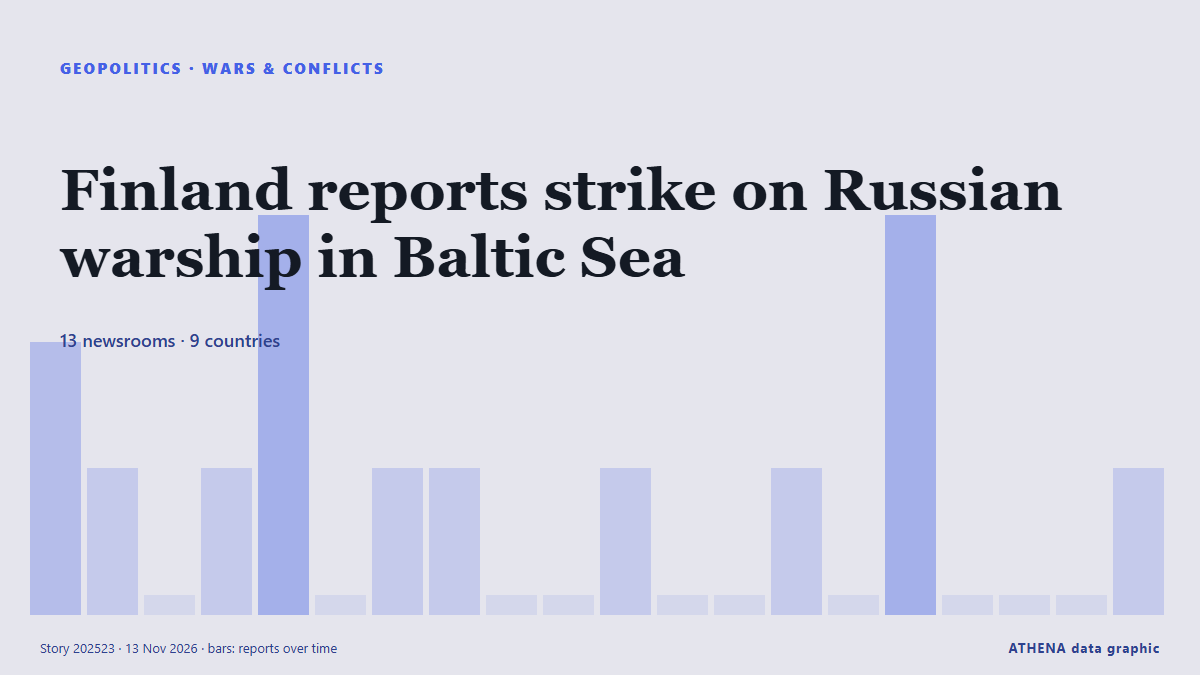 GEOPOLITICS · WARS & CONFLICTS
Finland reports strike on Russian
warship in Baltic Sea
13 newsrooms · 9 countries
Story 202523 · 13 Nov 2026 · bars: reports over time
ATHENA data graphic